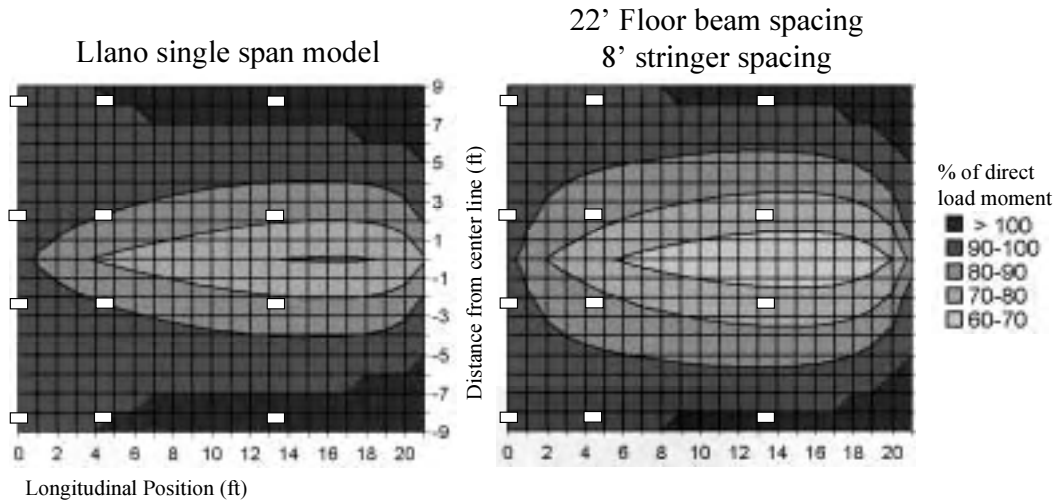 Llano single span model
22’ Floor beam spacing
8’ stringer spacing
9
7
5
3
1
-1
-3
-5
-7
-9
0 2 4 6 8 10 12 14 16 18 20
Longitudinal Position (ft)
Distance from center line (ft)
0 2 4 6 8 10 12 14 16 18 20
% of direct
load moment
> 100
90-100
80-90
70-80
60-70